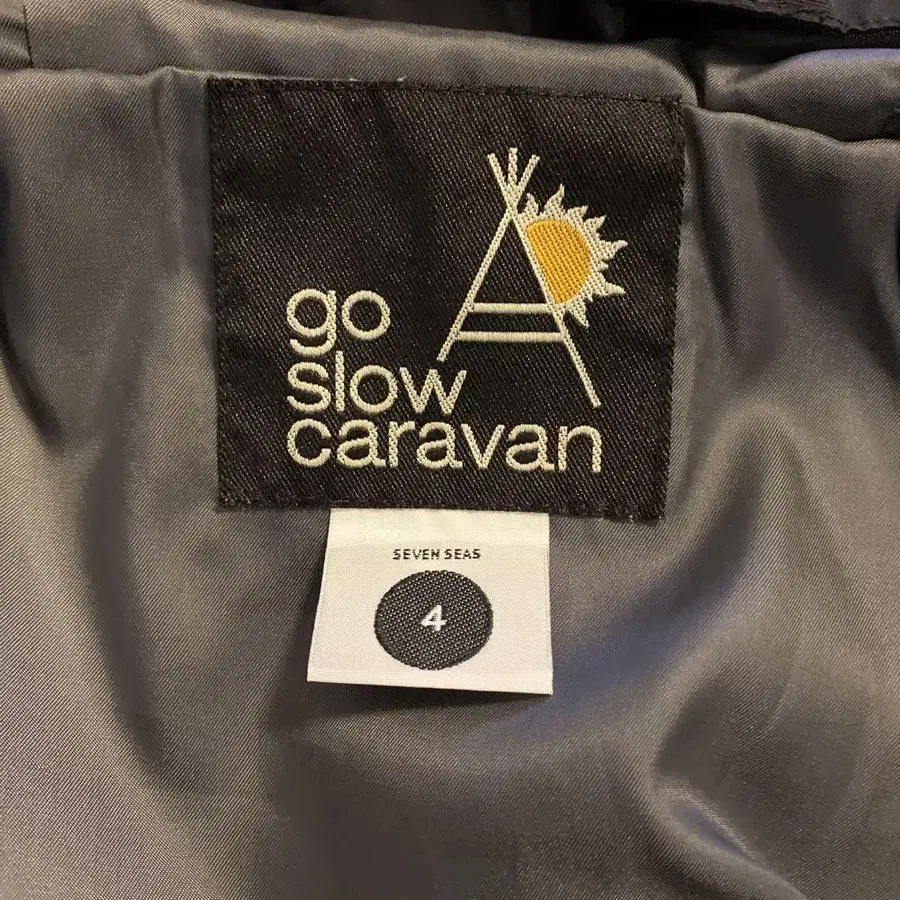 go
slow
caravan
SEVEN SEAS
4